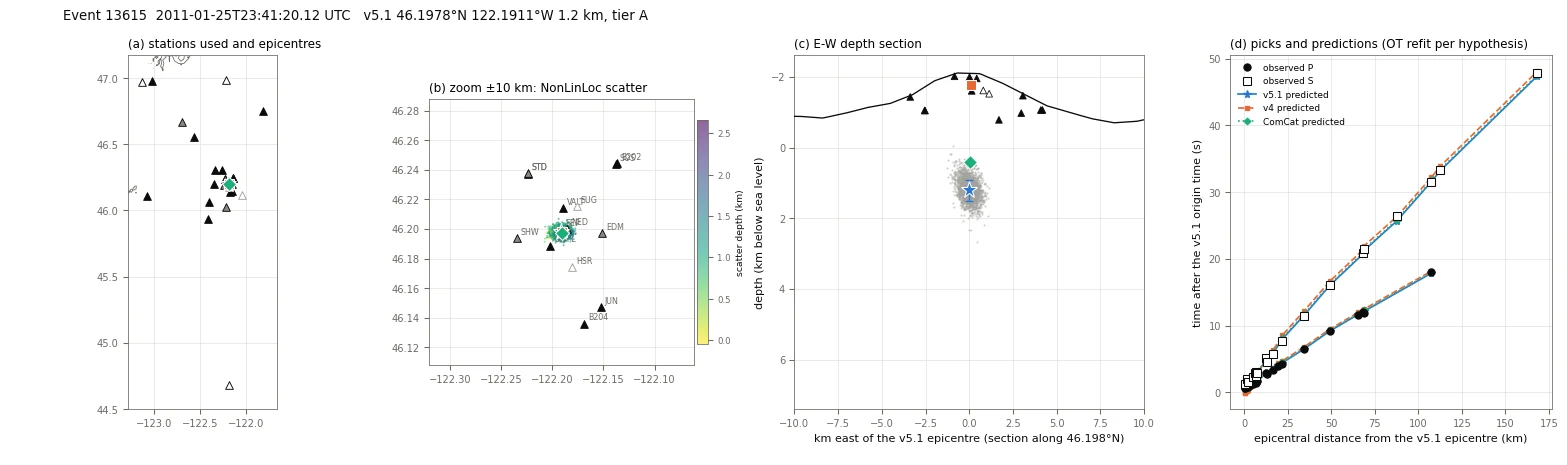 Event 13615  2011-01-25T23:41:20.12 UTC   v5.1 46.1978°N 122.1911°W 1.2 km, tier A
(a) stations used and epicentres
47.0
46.5
46.0
45.5
45.0
44.5
−123.0
−122.5
−122.0
(b) zoom ±10 km: NonLinLoc scatter
46.28
46.26
46.24
46.22
46.20
46.18
46.16
46.14
46.12
−122.30
−122.25
−122.20
−122.15
−122.10
SUG
SHW
EDM
HSR
JUN
B204
2.5
2.0
1.5
1.0
0.5
0.0
scatter depth (km)
(c) E-W depth section
−2
0
2
4
6
depth (km below sea level)
−10.0
−7.5
−5.0
−2.5
0.0
2.5
5.0
7.5
10.0
km east of the v5.1 epicentre (section along 46.198°N)
(d) picks and predictions (OT refit per hypothesis)
observed P
observed S
v5.1 predicted
v4 predicted
ComCat predicted
50
40
30
20
10
0
time after the v5.1 origin time (s)
0
25
50
75
100
125
150
175
epicentral distance from the v5.1 epicentre (km)